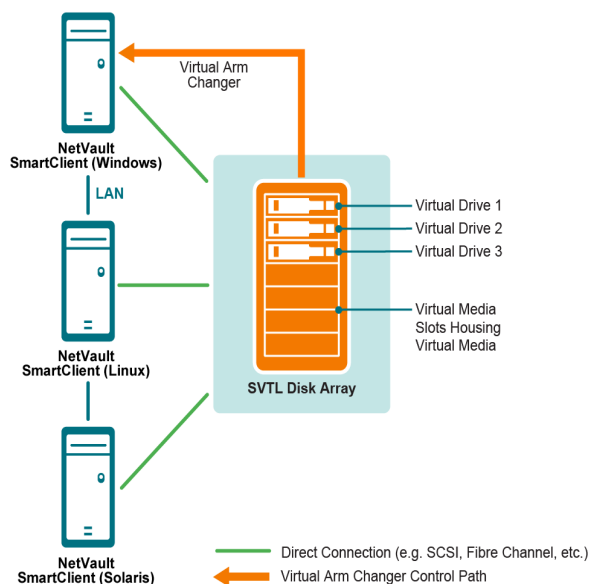 Virtual Arm
Changer
NetVault
SmartClient (Windows)
LAN
Virtual Drive 1
Virtual Drive 2
Virtual Drive 3
Virtual Media
Slots Housing
Virtual Media
NetVault
SmartClient (Linux)
SVTL Disk Array
NetVault
SmartClient (Solaris)
Direct Connection (e.g. SCSI, Fibre Channel, etc.)
Virtual Arm Changer Control Path